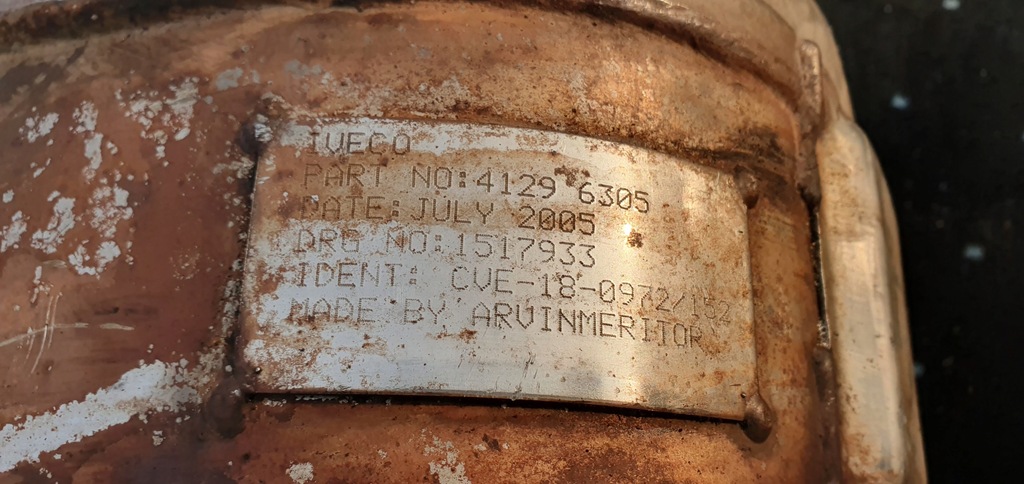 IVECO
PART NO:4129 6305
DATE:JULY 2005
DRG NO:1517933
IDENT: CVE-18-0972/152
MADE BY ARVINMERITOR